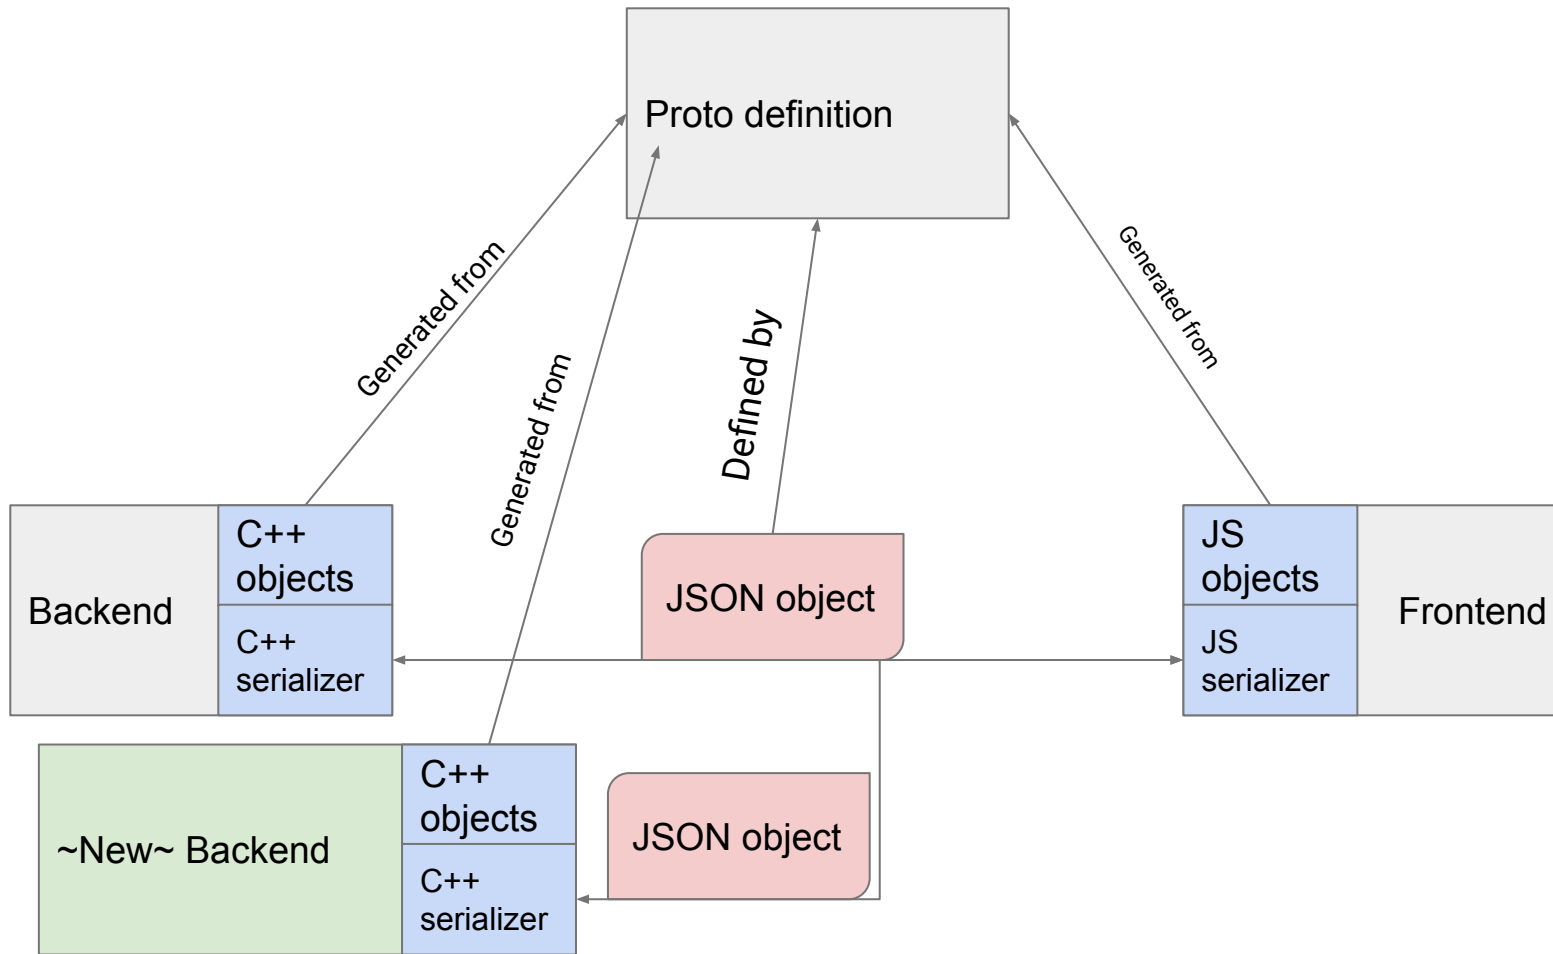 Proto definition
Generated from
Generated from
Defined by
Generated from
Backend
C++
objects
C++
serializer
JSON object
JS
objects
JS
serializer
Frontend
~New~ Backend
C++
objects
C++
serializer
JSON object